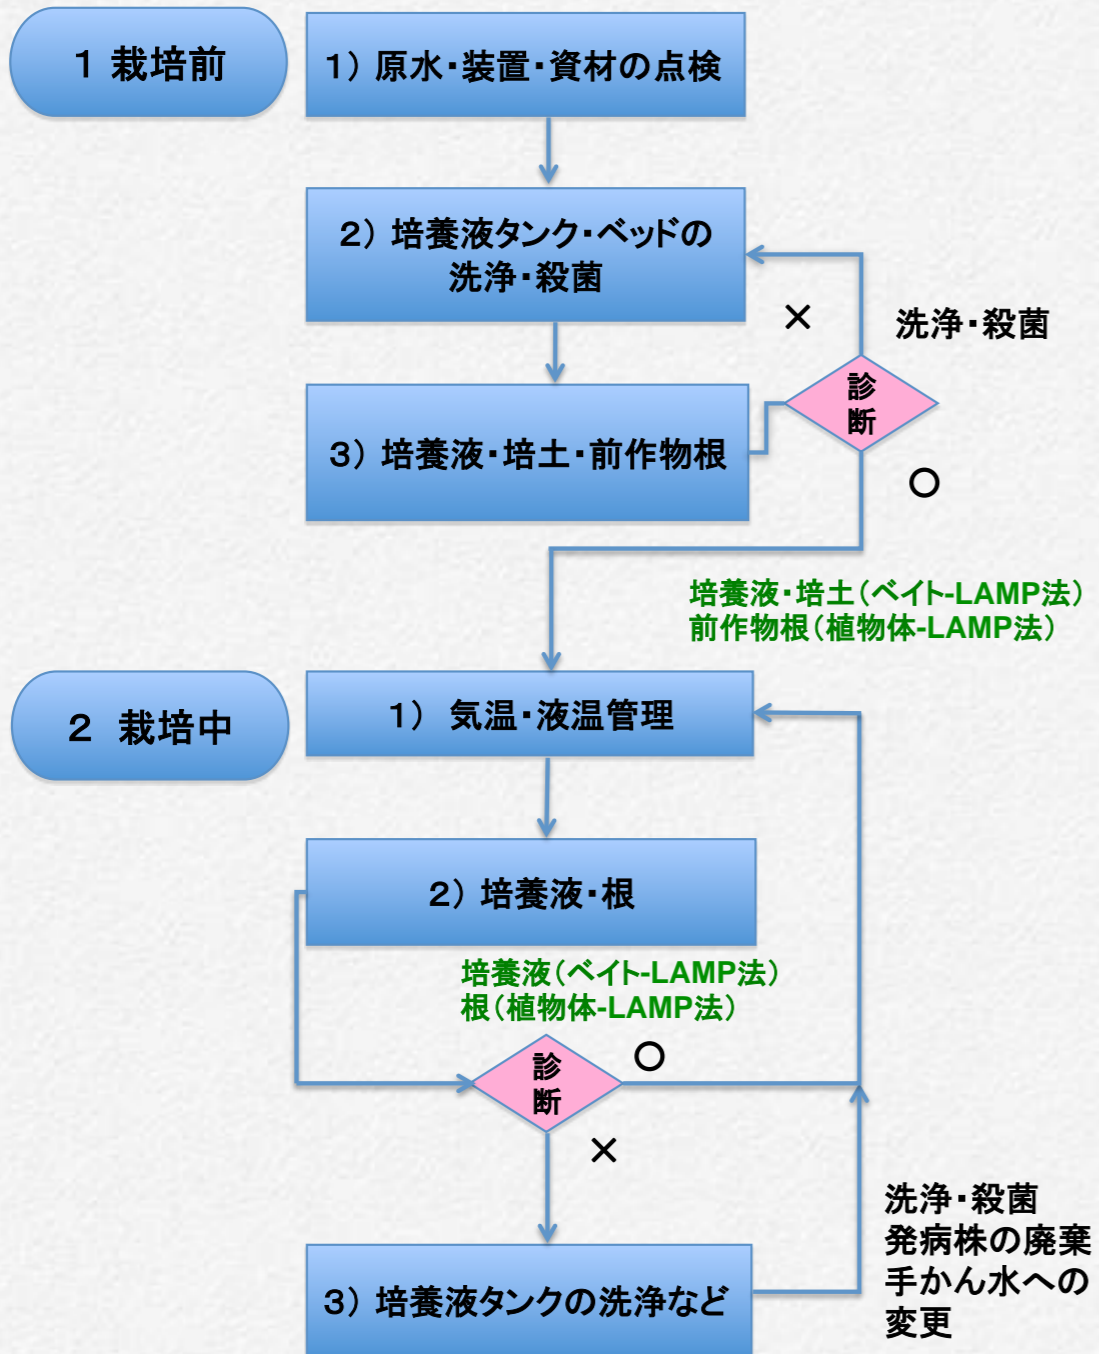 1 栽培前
1）原水・装置・資材の点検
2）培養液タンク・ベッドの
洗浄・殺菌
×
洗浄・殺菌
診
断
3）培養液・培土・前作物根
○
培養液・培土（ベイト-LAMP法）
前作物根（植物体-LAMP法）
2 栽培中
1） 気温・液温管理
2）培養液・根
培養液（ベイト-LAMP法）
根（植物体-LAMP法）
○
診
断
×
洗浄・殺菌
発病株の廃棄
手かん水への
変更
3）培養液タンクの洗浄など